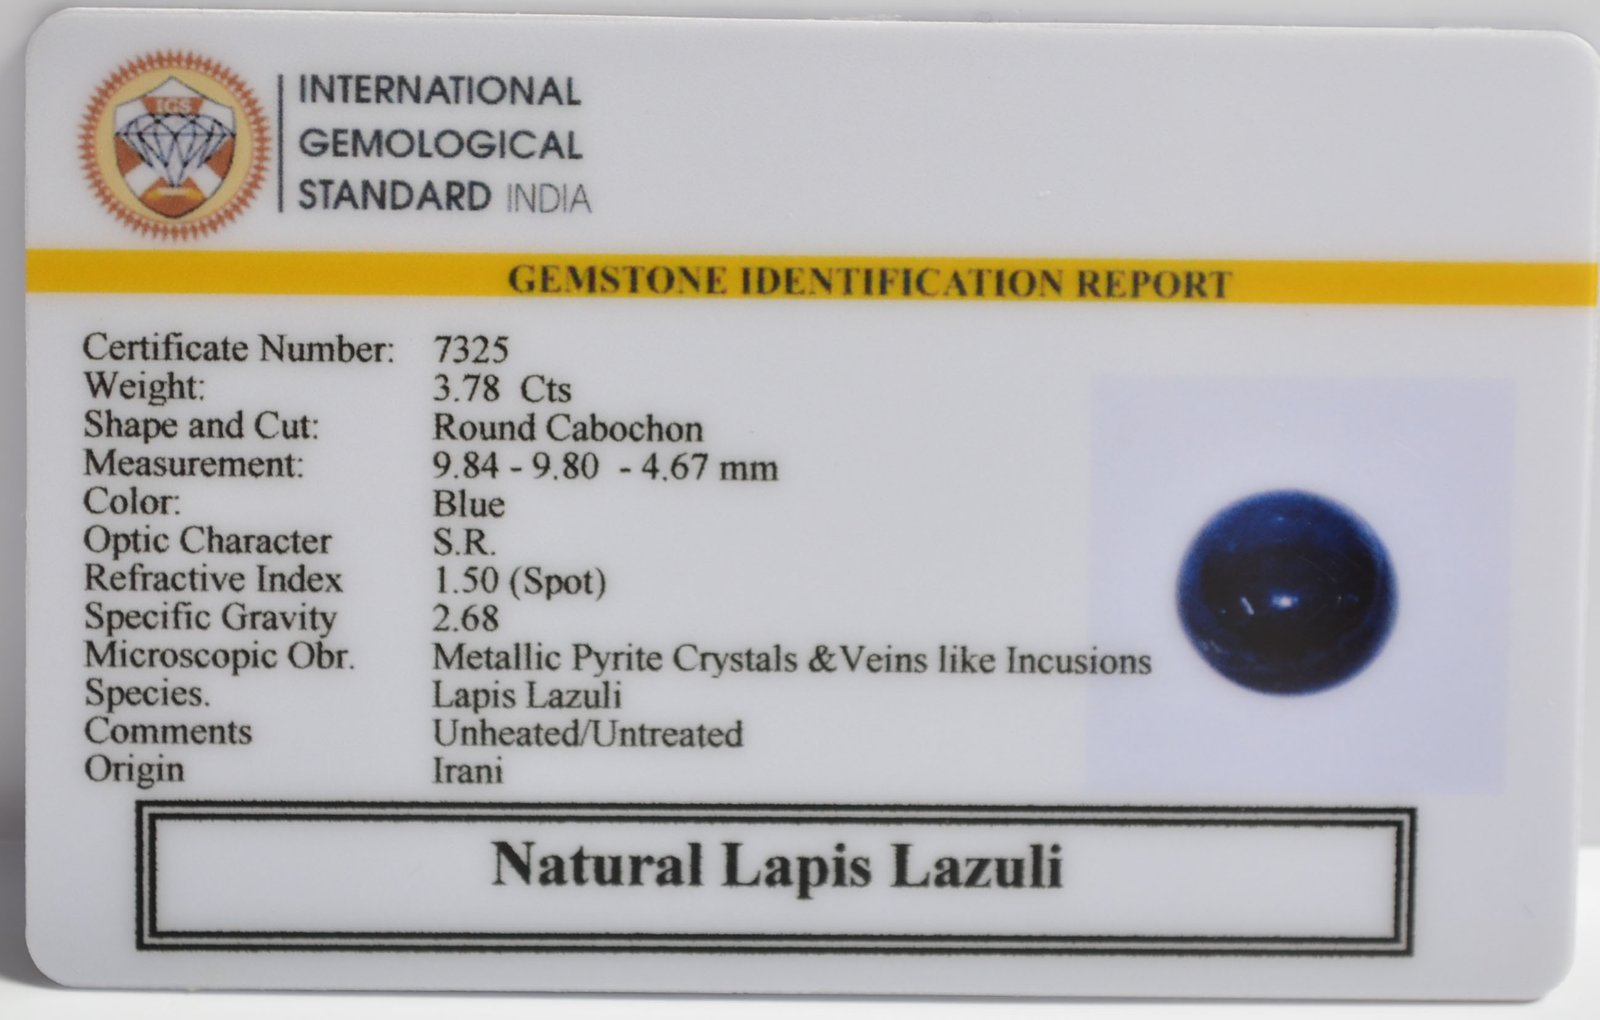 IGS
INTERNATIONAL
GEMOLOGICAL
STANDARD INDIA
GEMSTONE IDENTIFICATION REPORT
Certificate Number: 7325
Weight: 3.78 Cts
Shape and Cut: Round Cabochon
Measurement: 9.84 - 9.80 - 4.67 mm
Color: Blue
Optic Character S.R.
Refractive Index 1.50 (Spot)
Specific Gravity 2.68
Microscopic Obr. Metallic Pyrite Crystals &Veins like Incusions
Species. Lapis Lazuli
Comments Unheated/Untreated
Origin Irani
Natural Lapis Lazuli